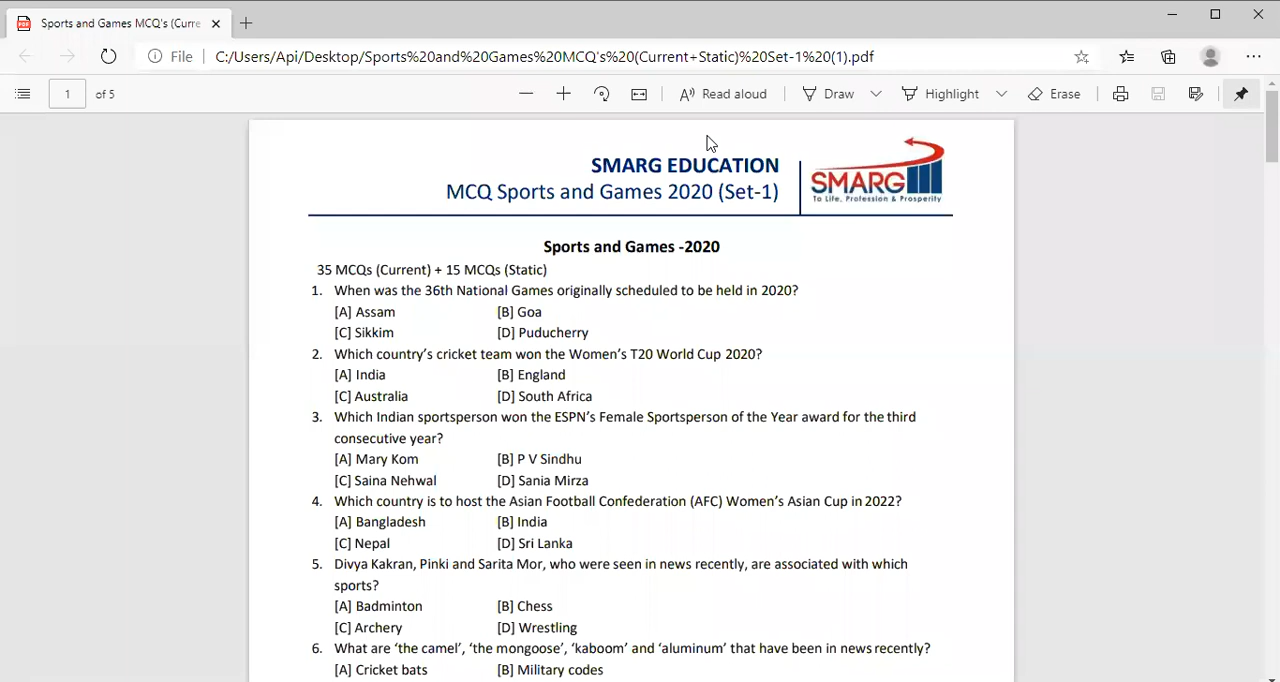 Sports and Games MCQ's (Curre
File
C:/Users/Api/Desktop/Sports%20and%20Games%20MCQ's%20(Current+Static)%20Set-1%20(1).pdf
1 of 5
Read aloud
Draw
Highlight
Erase
SMARG EDUCATION
MCQ Sports and Games 2020 (Set-1)
SMARG
To Life, Profession & Prosperity
Sports and Games -2020
35 MCQs (Current) + 15 MCQs (Static)
1. When was the 36th National Games originally scheduled to be held in 2020?
[A] Assam [B] Goa
[C] Sikkim [D] Puducherry
2. Which country's cricket team won the Women's T20 World Cup 2020?
[A] India [B] England
[C] Australia [D] South Africa
3. Which Indian sportsperson won the ESPN's Female Sportsperson of the Year award for the third
consecutive year?
[A] Mary Kom [B] P V Sindhu
[C] Saina Nehwal [D] Sania Mirza
4. Which country is to host the Asian Football Confederation (AFC) Women's Asian Cup in 2022?
[A] Bangladesh [B] India
[C] Nepal [D] Sri Lanka
5. Divya Kakran, Pinki and Sarita Mor, who were seen in news recently, are associated with which
sports?
[A] Badminton [B] Chess
[C] Archery [D] Wrestling
6. What are ‘the camel’, ‘the mongoose’, ‘kaboom’ and ‘aluminum’ that have been in news recently?
[A] Cricket bats [B] Military codes